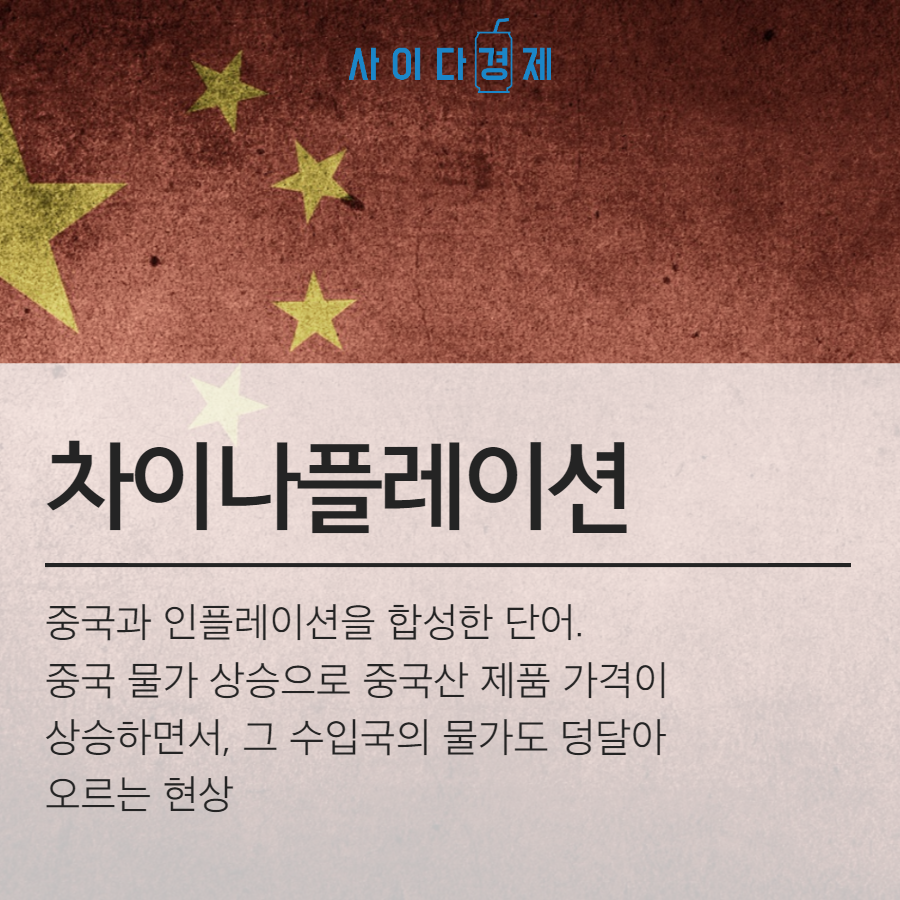 사이다경제
차이나플레이션
중국과 인플레이션을 합성한 단어.
중국 물가 상승으로 중국산 제품 가격이
상승하면서, 그 수입국의 물가도 덩달아
오르는 현상